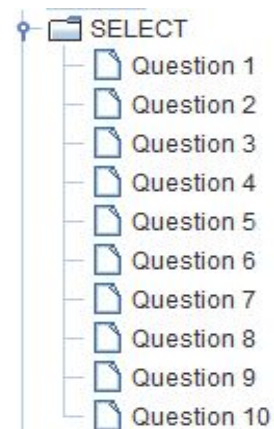 SELECT
Question 1
Question 2
Question 3
Question 4
Question 5
Question 6
Question 7
Question 8
Question 9
Question 10